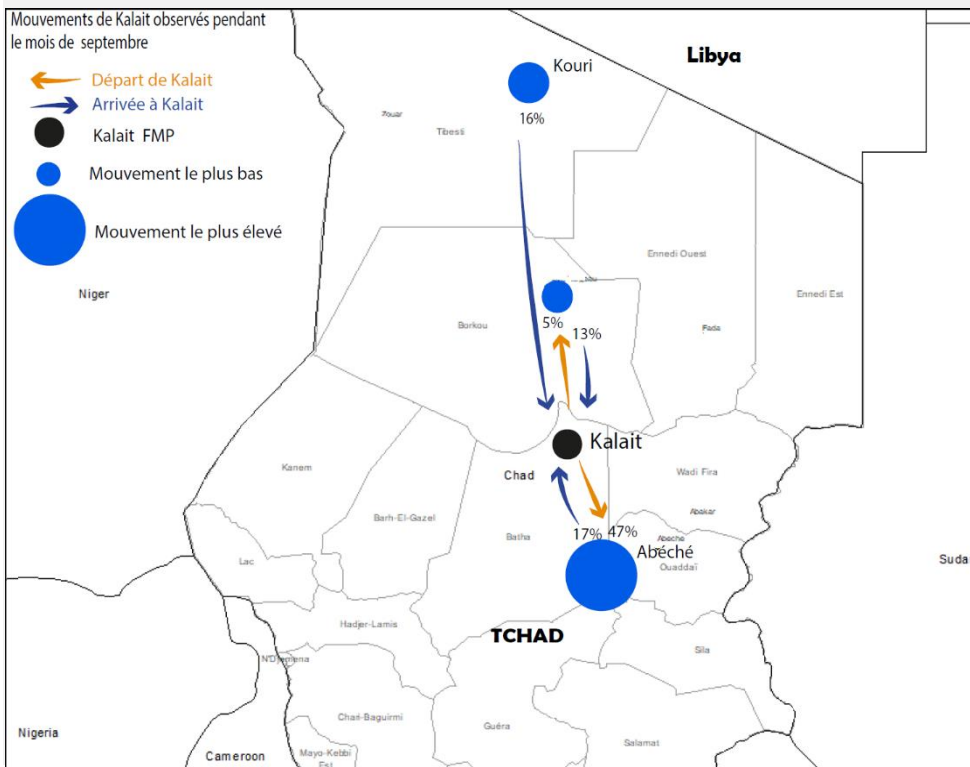 Mouvements de Kalait observés pendant
le mois de septembre
Départ de Kalait
Arrivée à Kalait
Kalait FMP
Mouvement le plus bas
Mouvement le plus élevé
Libya
Kouri
16%
Zouar
Tibesti
Ennedi Ouest
Niger
Ennedi Est
Borkou
5%
13%
Fada
Kalait
Kanem
Chad
Wadi Fira
Barh-El-Gazel
Batha
Abakar
17%
47%
Abeche
Abéché
Ouaddaï
Lac
Suda
Hadjer-Lamis
TCHAD
Sila
N'Djamena
Chari-Baguirmi
Guéra
Nigeria
Salamat
Cameroon
Mayo-Kebbi
Est